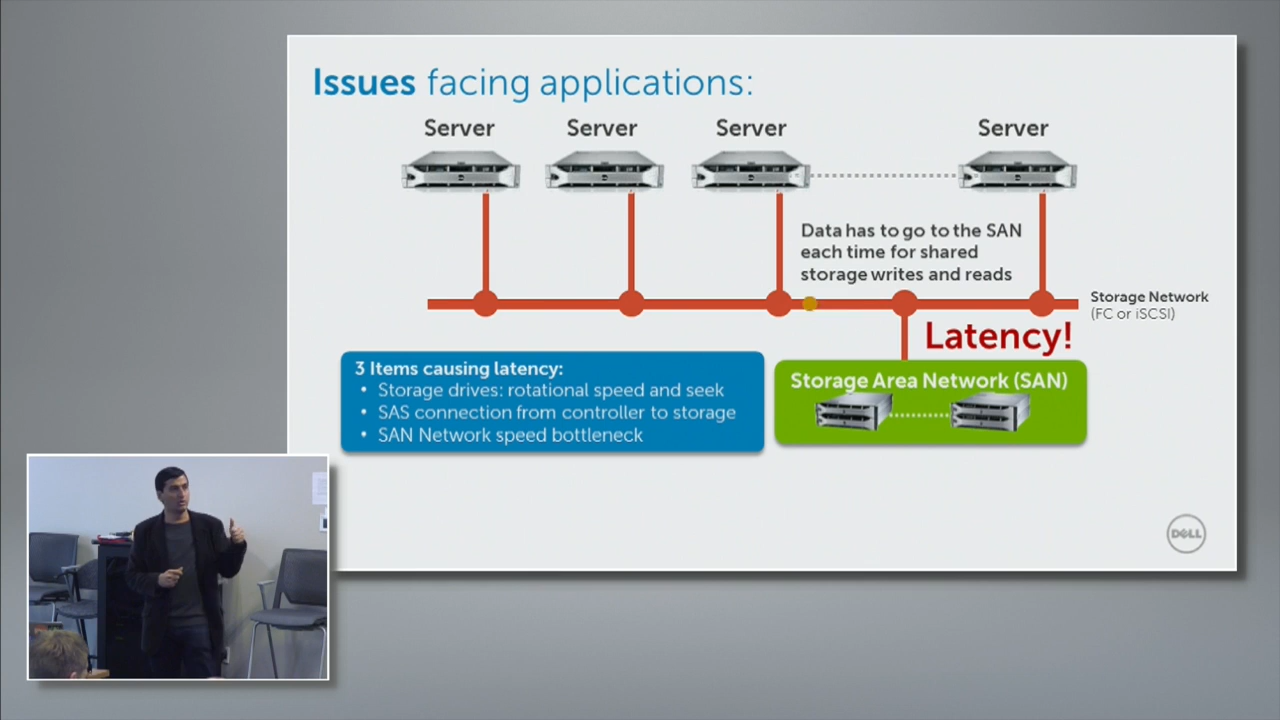 Issues facing applications:
Server Server Server Server
Data has to go to the SAN
each time for shared
storage writes and reads
Storage Network
(FC or iSCSI)
Latency!
3 Items causing latency:
• Storage drives: rotational speed and seek
• SAS connection from controller to storage
• SAN Network speed bottleneck
Storage Area Network (SAN)
DELL